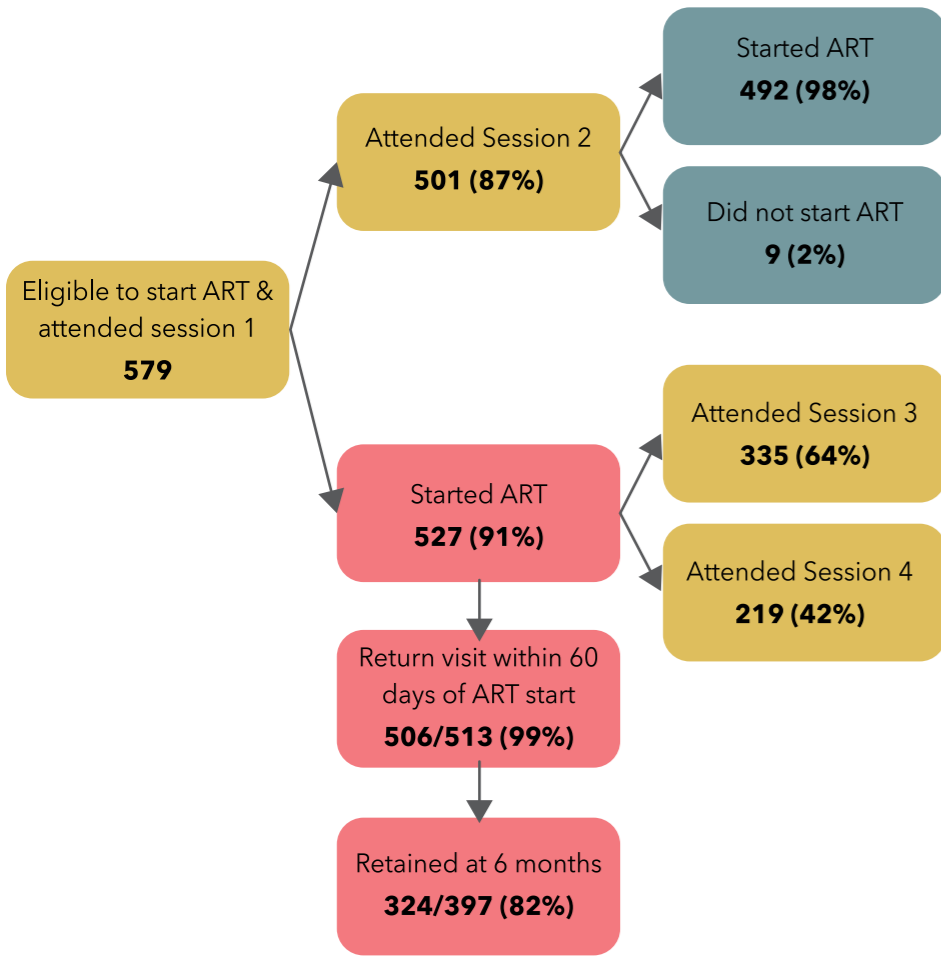 Eligible to start ART &
attended session 1
579
Attended Session 2
501 (87%)
Started ART
492 (98%)
Did not start ART
9 (2%)
Started ART
527 (91%)
Attended Session 3
335 (64%)
Attended Session 4
219 (42%)
Return visit within 60
days of ART start
506/513 (99%)
Retained at 6 months
324/397 (82%)